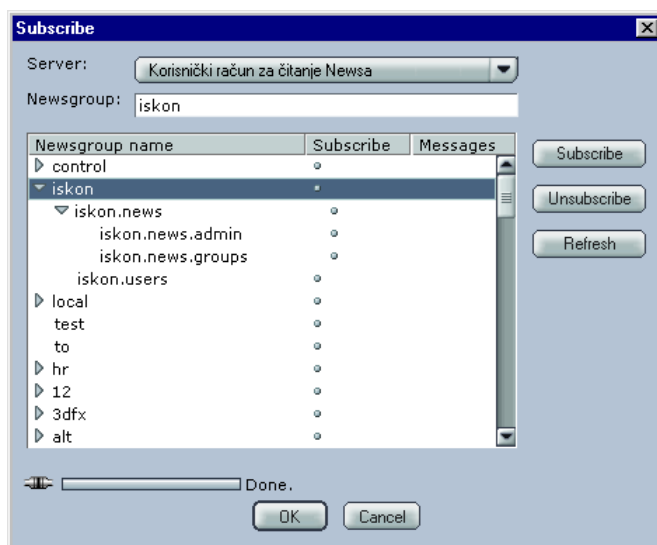 Subscribe
Server: Korisnički račun za čitanje Newsa
Newsgroup: iskon
Newsgroup name Subscribe Messages
control
iskon
iskon.news
iskon.news.admin
iskon.news.groups
iskon.users
local
test
to
hr
12
3dfx
alt
Subscribe
Unsubscribe
Refresh
Done.
OK Cancel